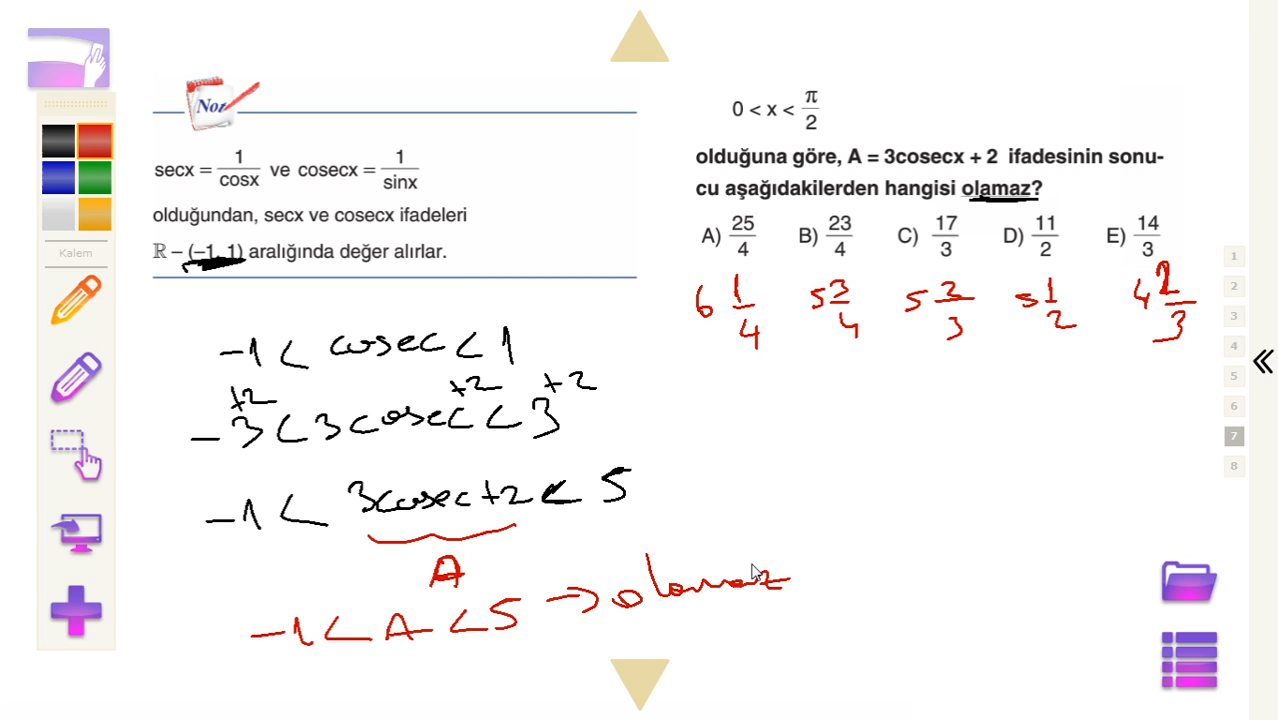 Not
secx = 1/cosx ve cosecx = 1/sinx
olduğundan, secx ve cosecx ifadeleri
ℝ – (–1, 1) aralığında değer alırlar.
-1 < cosec < 1
+2 +2 +2
-3 < 3cosec < 3
-1 < 3cosec+2 < 5
A
-1 < A < 5 → olamaz
0 < x < π/2
olduğuna göre, A = 3cosecx + 2 ifadesinin sonu-
cu aşağıdakilerden hangisi olamaz?
A) 25/4 B) 23/4 C) 17/3 D) 11/2 E) 14/3
6 1/4 5 3/4 5 2/3 5 1/2 4 2/3
Kalem
1
2
3
4
5
6
7
8